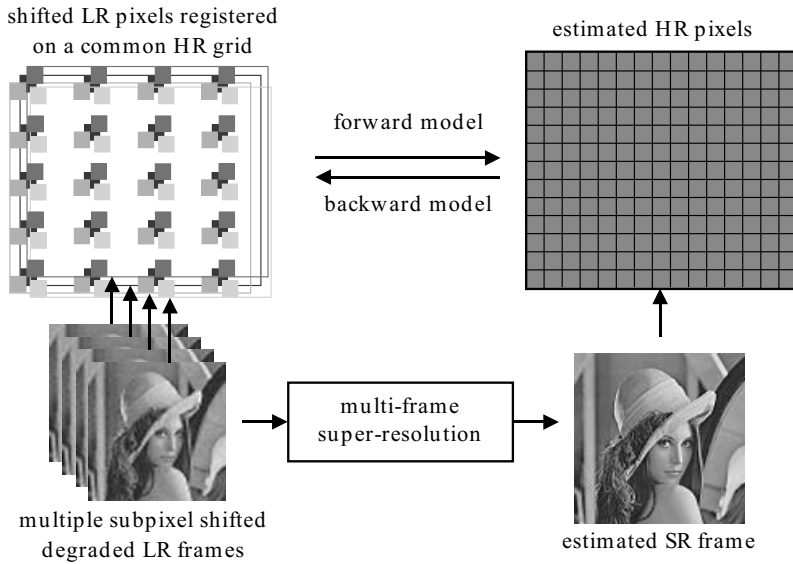 shifted LR pixels registered
on a common HR grid
estimated HR pixels
forward model
backward model
multi-frame
super-resolution
multiple subpixel shifted
degraded LR frames
estimated SR frame